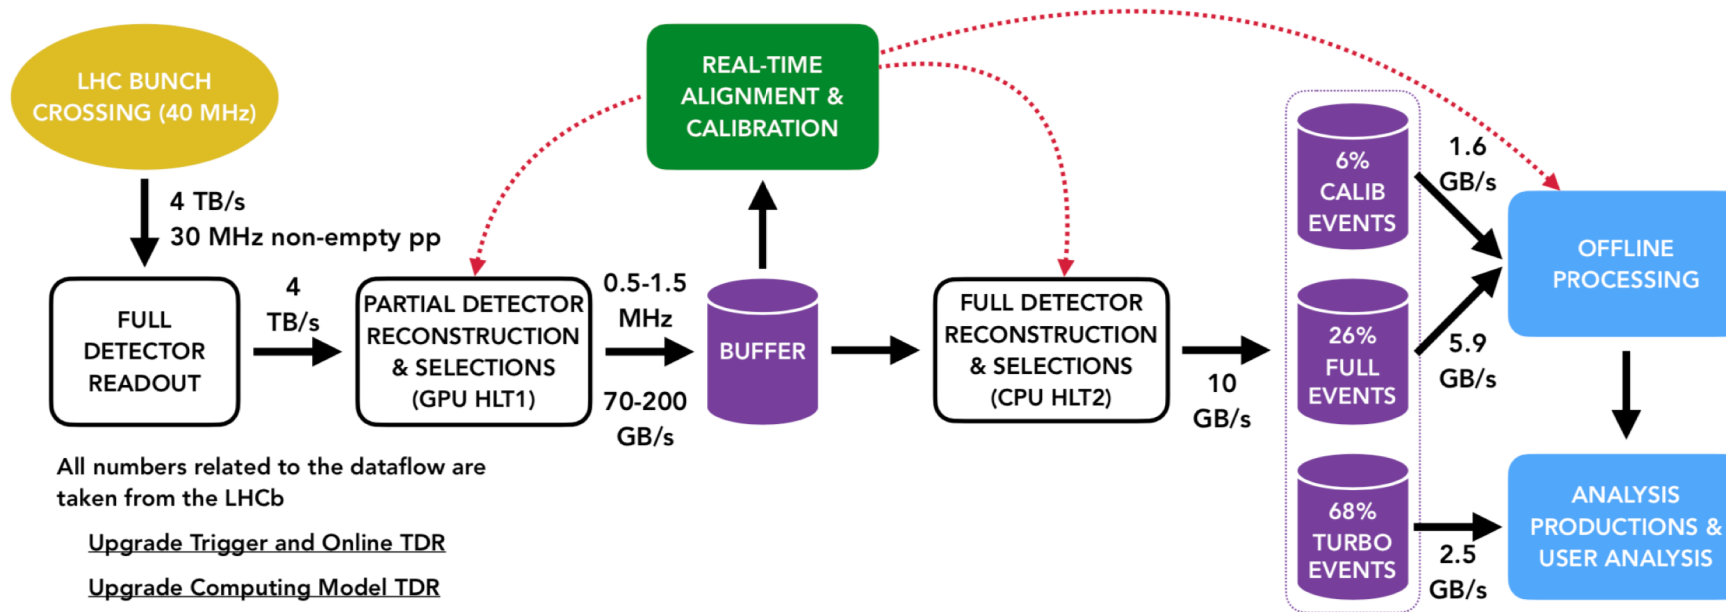 LHC BUNCH
CROSSING (40 MHz)
4 TB/s
30 MHz non-empty pp
FULL
DETECTOR
READOUT
4
TB/s
PARTIAL DETECTOR
RECONSTRUCTION
& SELECTIONS
(GPU HLT1)
0.5-1.5
MHz
70-200
GB/s
REAL-TIME
ALIGNMENT &
CALIBRATION
BUFFER
FULL DETECTOR
RECONSTRUCTION
& SELECTIONS
(CPU HLT2)
10
GB/s
6%
CALIB
EVENTS
1.6
GB/s
26%
FULL
EVENTS
5.9
GB/s
68%
TURBO
EVENTS
2.5
GB/s
OFFLINE
PROCESSING
ANALYSIS
PRODUCTIONS &
USER ANALYSIS
All numbers related to the dataflow are
taken from the LHCb
Upgrade Trigger and Online TDR
Upgrade Computing Model TDR